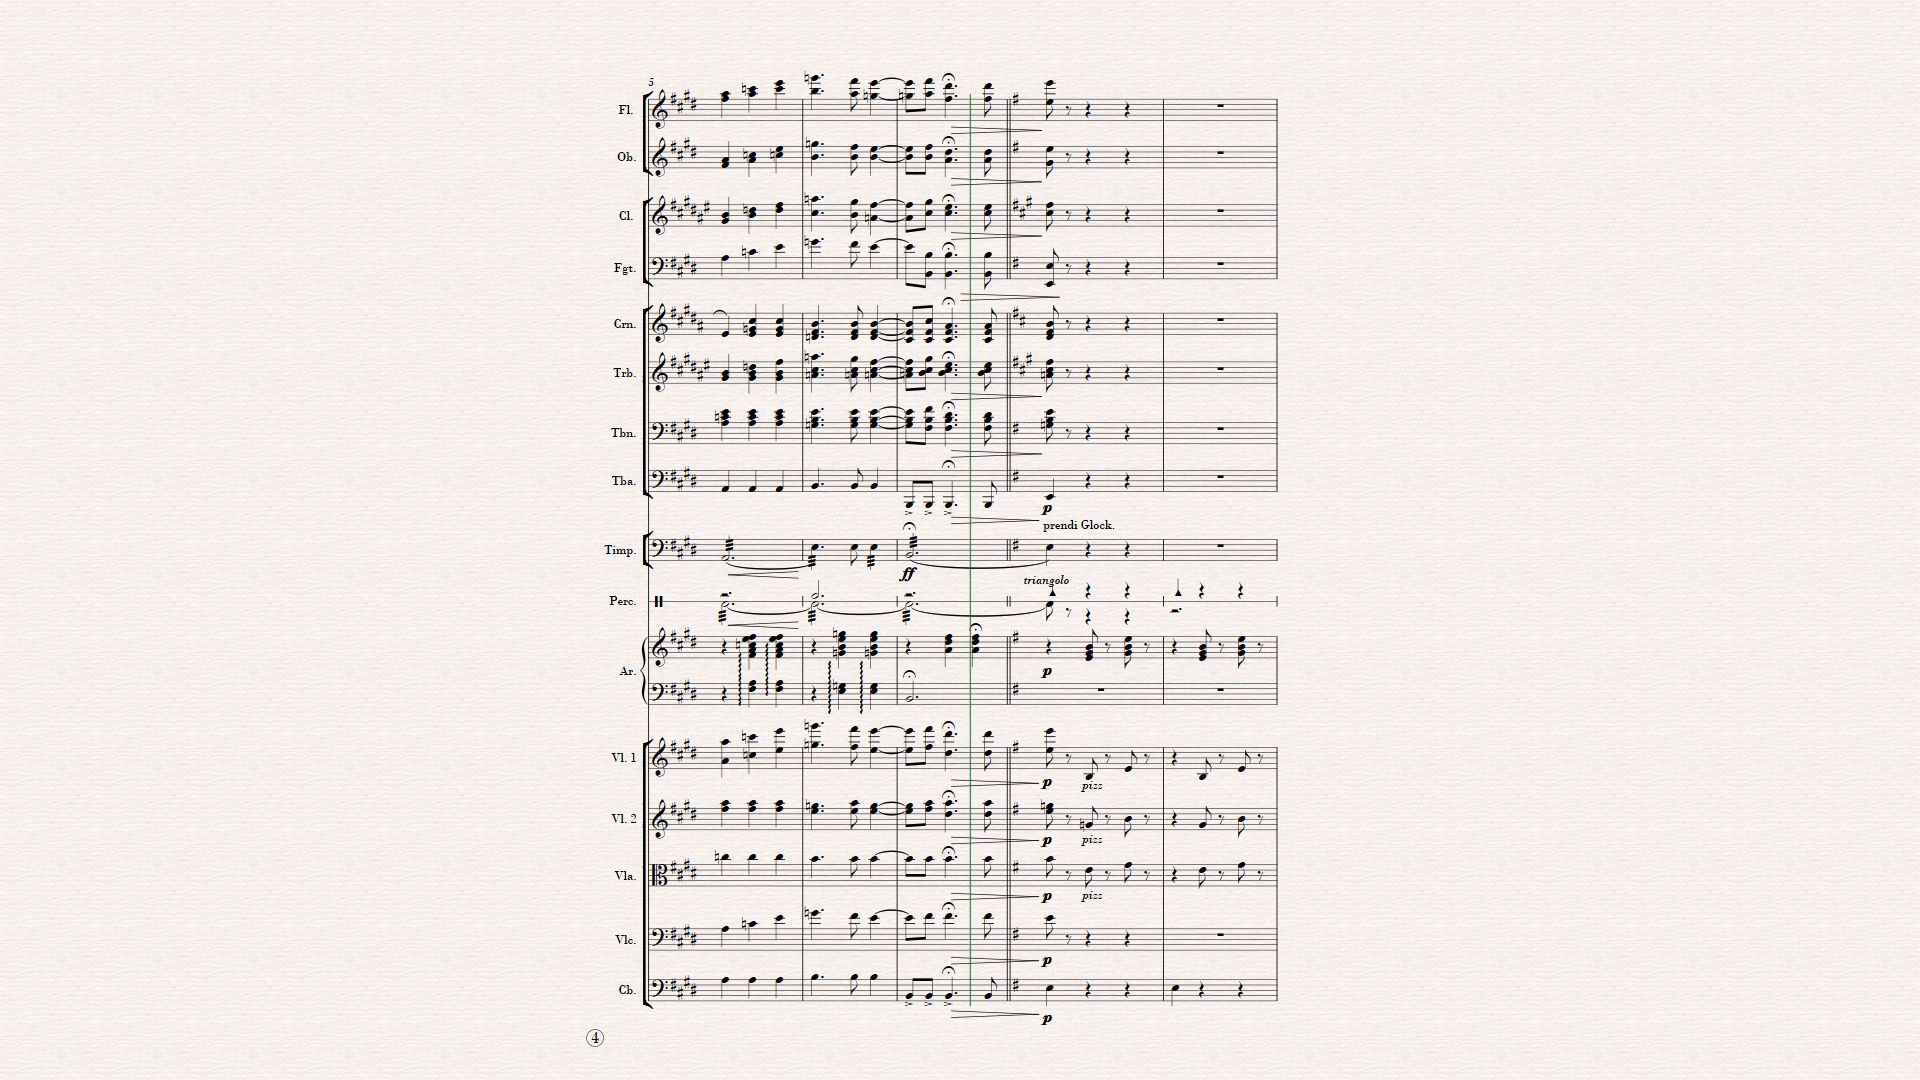 5
Fl.
Ob.
Cl.
Fgt.
Crn.
Trb.
Tbn.
Tba.
p
prendi Glock.
Timp.
ff
triangolo
Perc.
Ar.
p
Vl. 1
p
pizz
Vl. 2
p
pizz
Vla.
p
pizz
Vlc.
p
Cb.
p
4